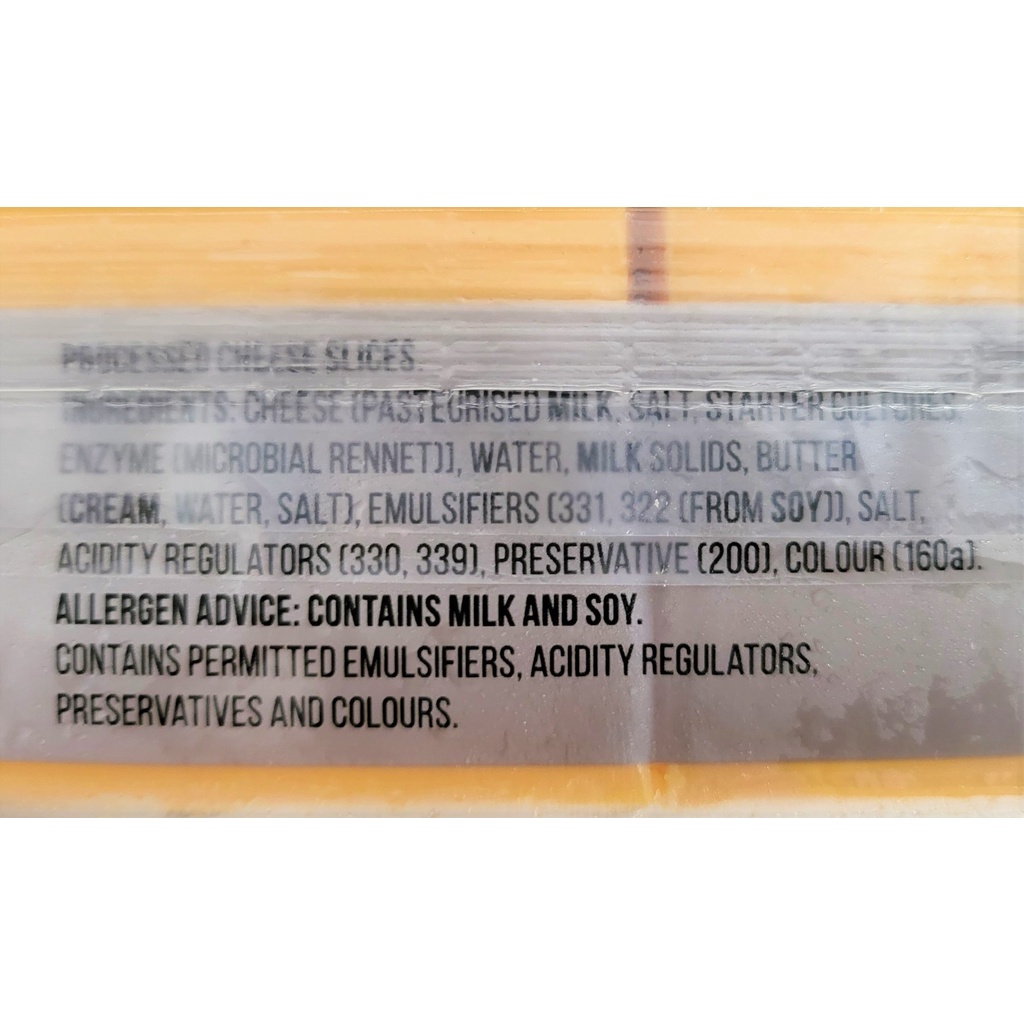 PROCESSED CHEESE SLICES.
INGREDIENTS: CHEESE (PASTEURISED MILK, SALT, STARTER CULTURES,
ENZYME (MICROBIAL RENNET)), WATER, MILK SOLIDS, BUTTER
(CREAM, WATER, SALT), EMULSIFIERS (331, 322 (FROM SOY)), SALT,
ACIDITY REGULATORS (330, 339), PRESERVATIVE (200), COLOUR (160a).
ALLERGEN ADVICE: CONTAINS MILK AND SOY.
CONTAINS PERMITTED EMULSIFIERS, ACIDITY REGULATORS,
PRESERVATIVES AND COLOURS.